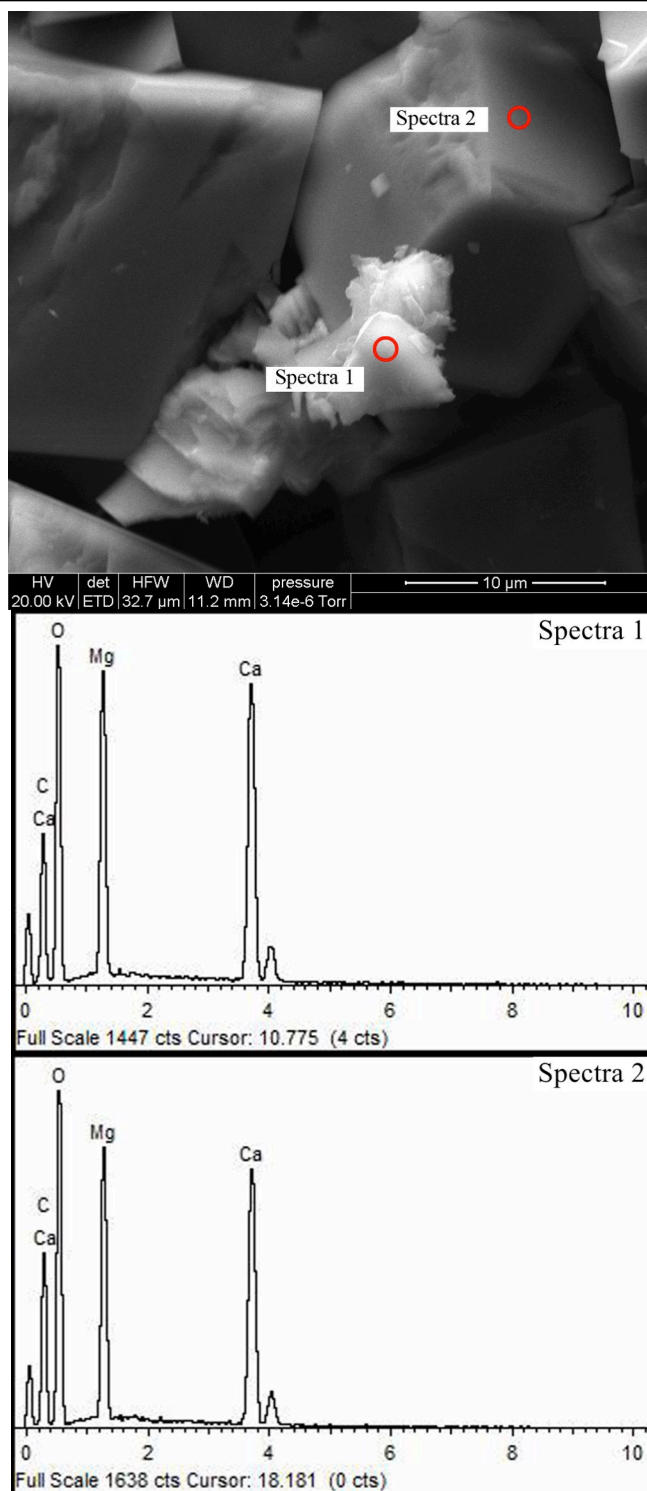 Spectra 2
Spectra 1
HV det HFW WD pressure 10 µm
20.00 kV ETD 32.7 µm 11.2 mm 3.14e-6 Torr
Spectra 1
O
Mg
Ca
C
Ca
0 2 4 6 8 10
Full Scale 1447 cts Cursor: 10.775 (4 cts)
Spectra 2
O
Mg
Ca
C
Ca
0 2 4 6 8 10
Full Scale 1638 cts Cursor: 18.181 (0 cts)